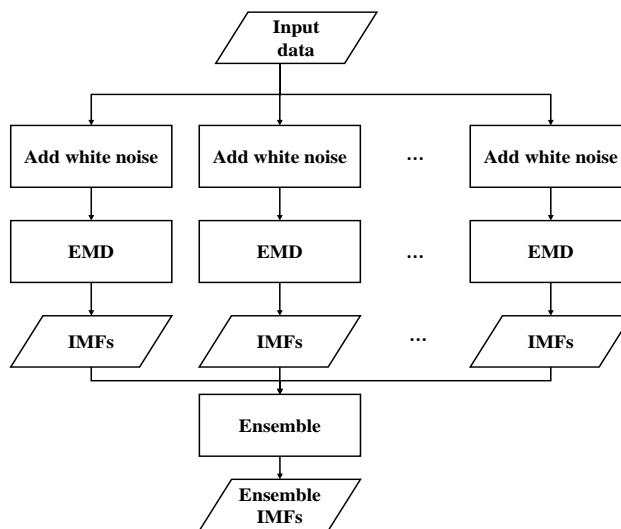 Input
data
Add white noise
Add white noise
...
Add white noise
EMD
EMD
...
EMD
IMFs
IMFs
...
IMFs
Ensemble
Ensemble
IMFs